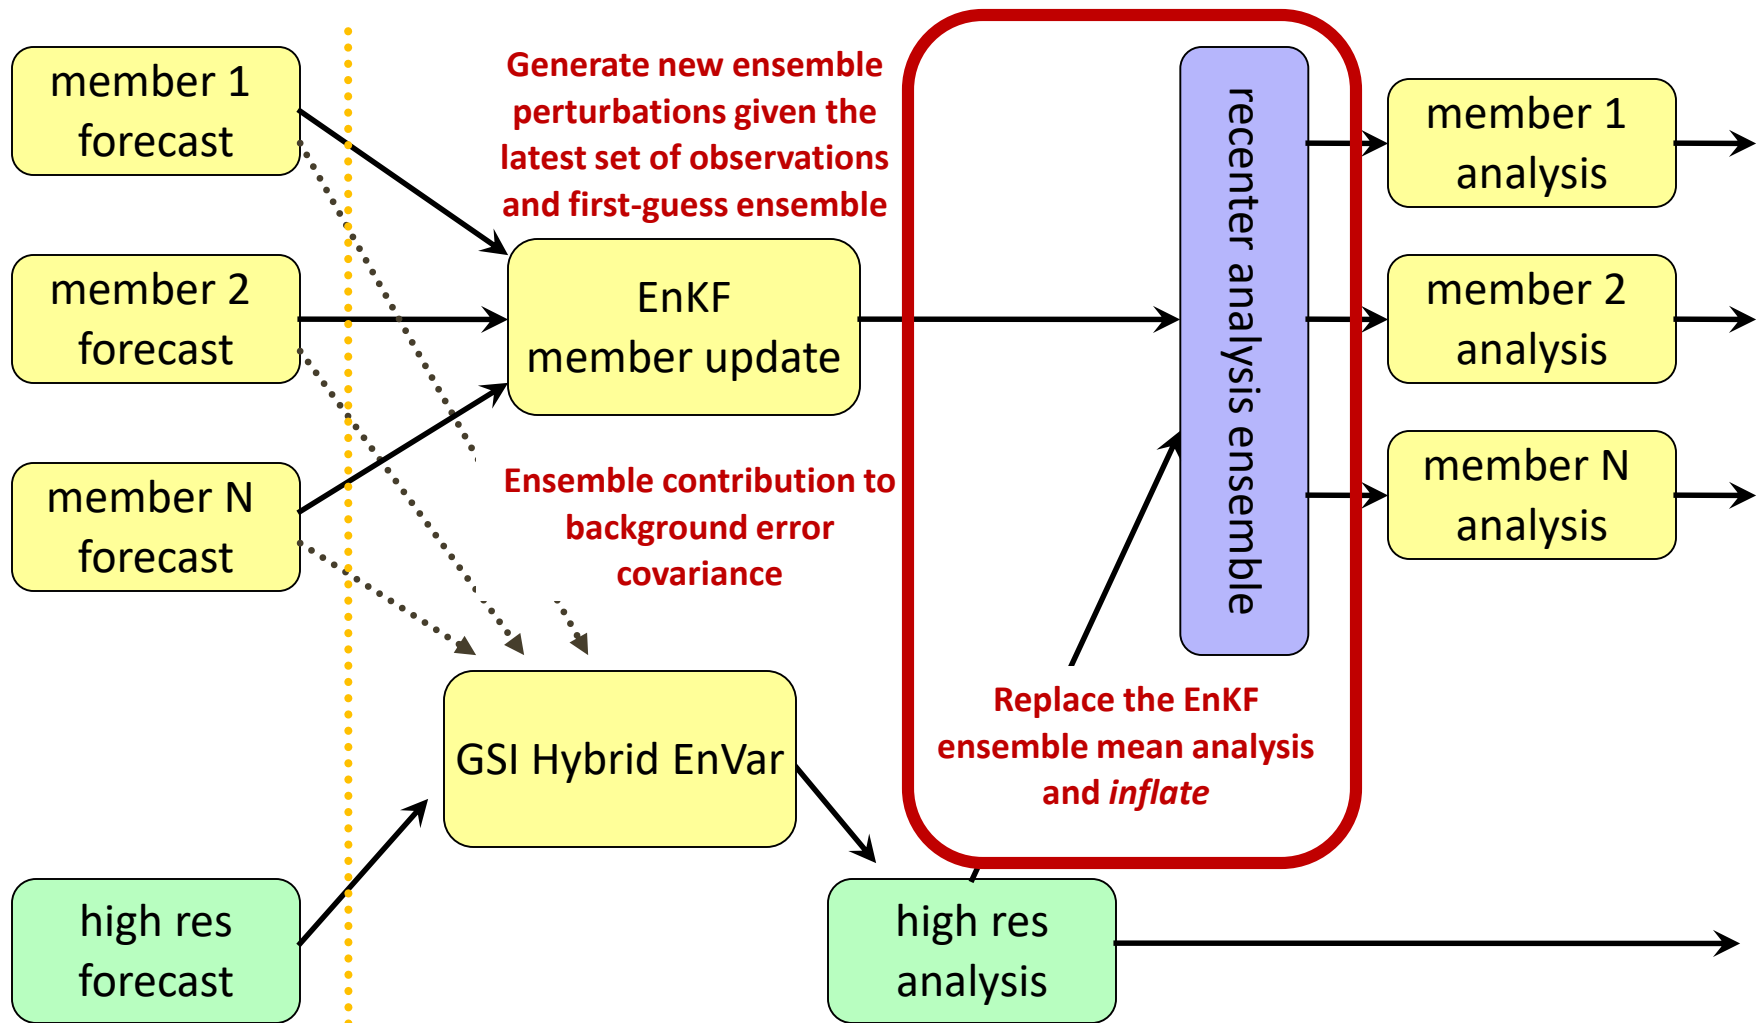 member 1
forecast
Generate new ensemble
perturbations given the
latest set of observations
and first-guess ensemble
recenter analysis ensemble
member 1
analysis
member 2
forecast
EnKF
member update
member 2
analysis
member N
forecast
Ensemble contribution to
background error
covariance
member N
analysis
GSI Hybrid EnVar
Replace the EnKF
ensemble mean analysis
and inflate
high res
forecast
high res
analysis